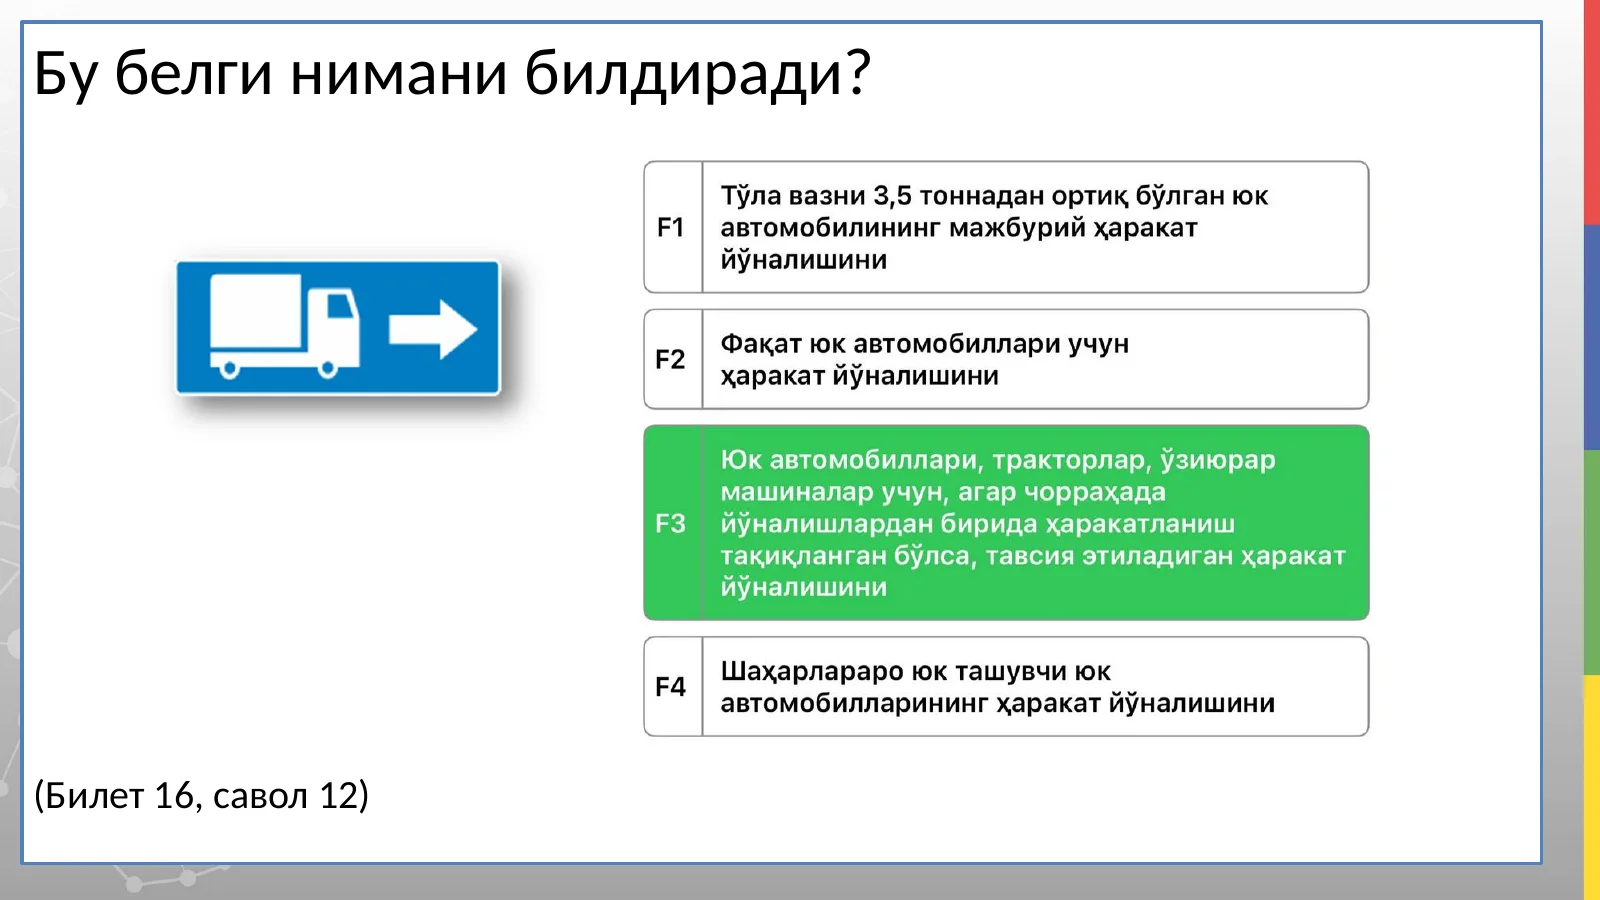 Бу белги нимани билдиради?
F1
Тўла вазни 3,5 тоннадан ортиқ бўлган юк
автомобилининг мажбурий ҳаракат
йўналишини
F2
Фақат юк автомобиллари учун
ҳаракат йўналишини
F3
Юк автомобиллари, тракторлар, ўзиюрар
машиналар учун, агар чорраҳада
йўналишлардан бирида ҳаракатланиш
тақиқланган бўлса, тавсия этиладиган ҳаракат
йўналишини
F4
Шаҳарлараро юк ташувчи юк
автомобилларининг ҳаракат йўналишини
(Билет 16, савол 12)